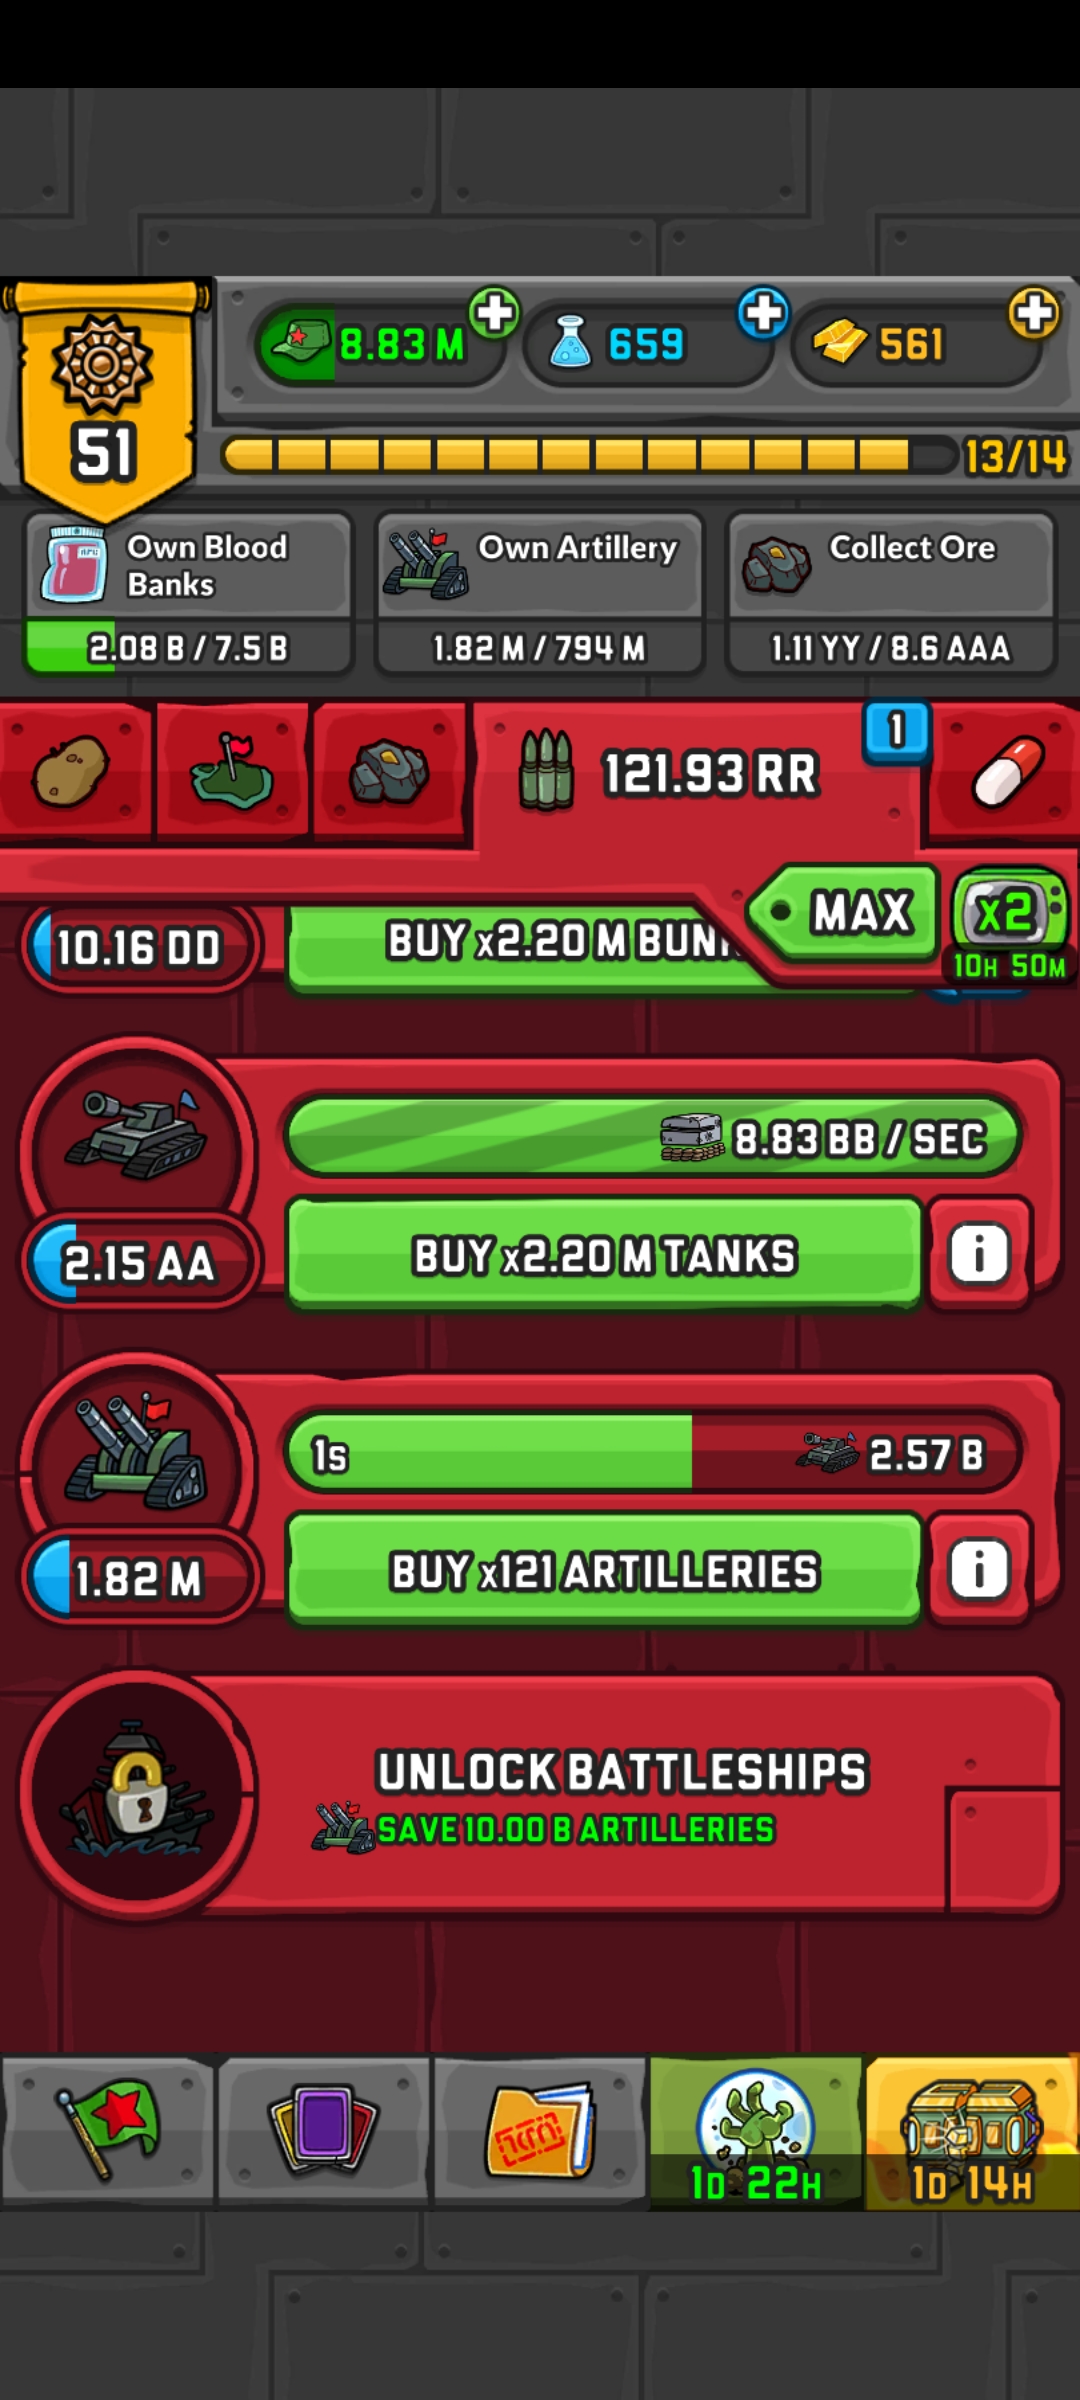 8.83 M
659
561
51
13/14
Own Blood
Banks
Own Artillery
Collect Ore
2.08 B / 7.5 B
1.82 M / 794 M
1.11 YY / 8.6 AAA
121.93 RR
1
MAX
x2
10H 50M
10.16 DD
BUY x2.20 M
8.83 BB / SEC
2.15 AA
BUY x2.20 M TANKS
i
1s
2.57 B
1.82 M
BUY x121 ARTILLERIES
i
UNLOCK BATTLESHIPS
SAVE 10.00 B ARTILLERIES
1D 22H
1D 14H